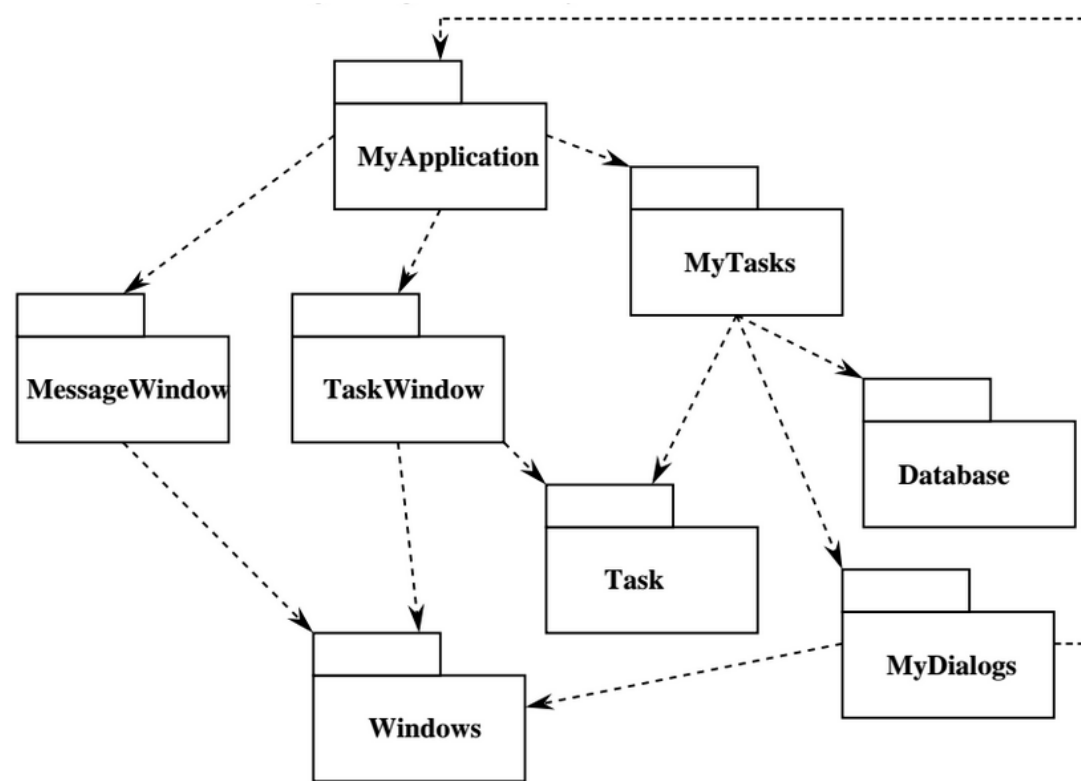 MyApplication
MyTasks
MessageWindow
TaskWindow
Database
Task
MyDialogs
Windows